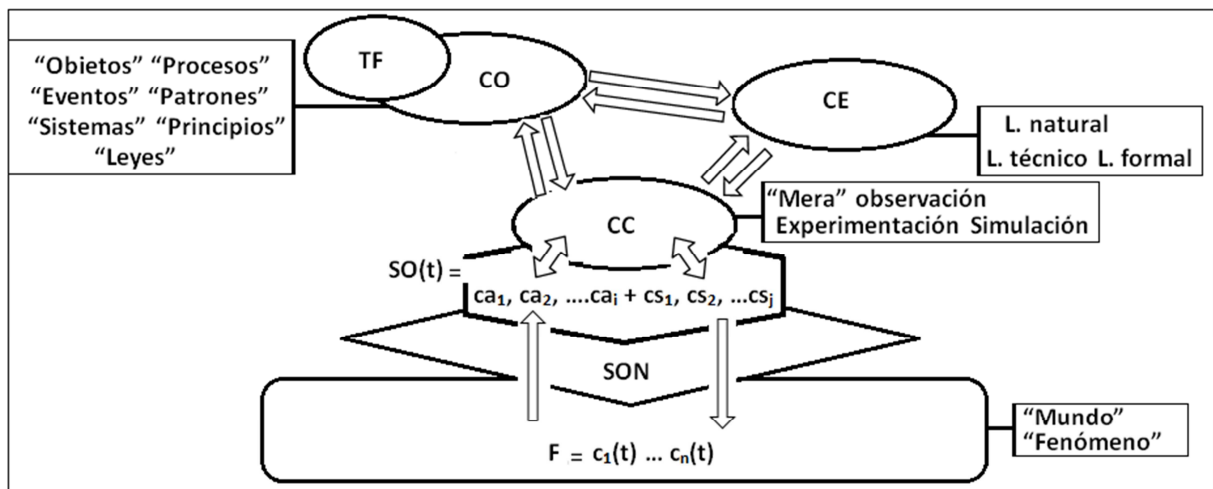 “Objetos” “Procesos”
“Eventos” “Patrones”
“Sistemas” “Principios”
“Leyes”
TF
CO
CE
L. natural
L. técnico L. formal
CC
“Mera” observación
Experimentación Simulación
SO(t) =
ca₁, ca₂, ....caᵢ + cs₁, cs₂, ...csⱼ
SON
F = c₁(t) ... cₙ(t)
“Mundo”
“Fenómeno”